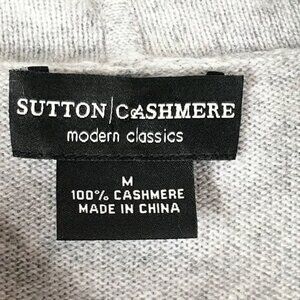 SUTTON/CASHMERE
modern classics
M
100% CASHMERE
MADE IN CHINA